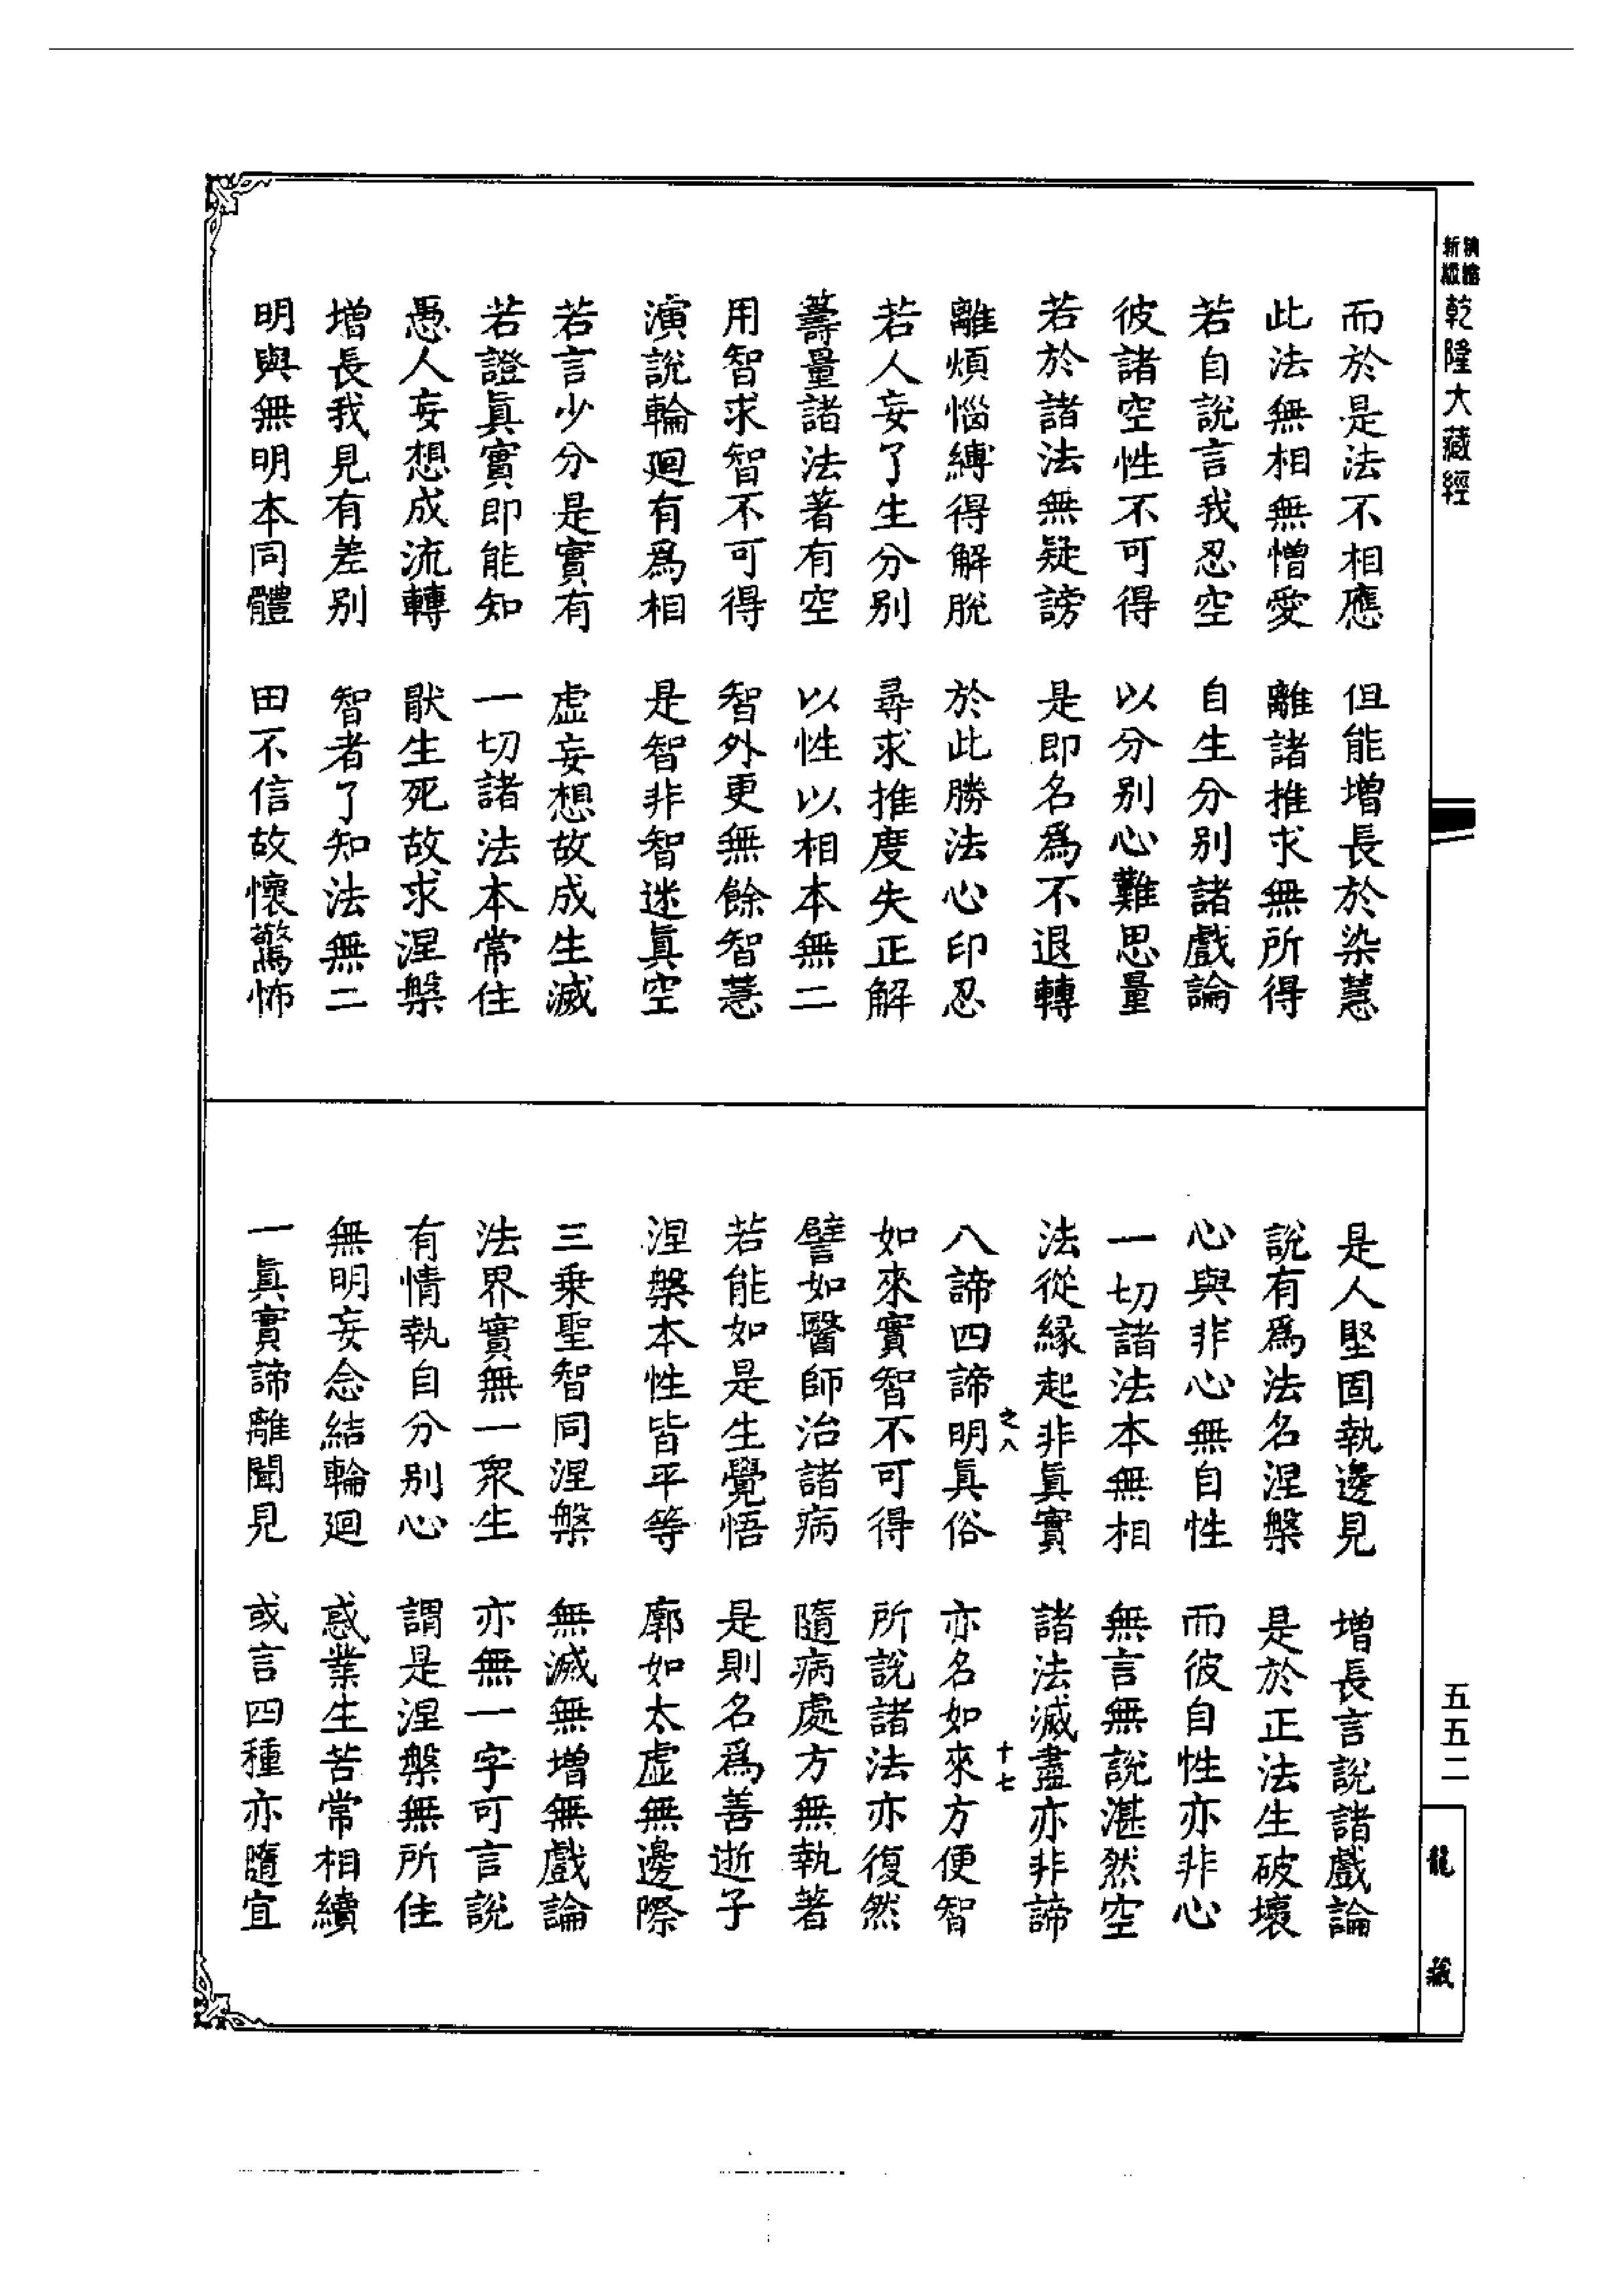 新版
精縮
乾隆大藏經
而於是法不相應 但能增長於染慧
此法無相無憎愛 離諸推求無所得
若自說言我忍空 自生分別諸戲論
彼諸空性不可得 以分別心難思量
若於諸法無疑謗 是即名爲不退轉
離煩惱縛得解脫 於此勝法心印忍
若人妄了生分別 尋求推度失正解
籌量諸法著有空 以性以相本無二
用智求智不可得 智外更無餘智慧
演說輪廻有爲相 是智非智迷眞空
若言少分是實有 虛妄想故成生滅
若證眞實即能知 一切諸法本常住
愚人妄想成流轉 厭生死故求涅槃
增長我見有差別 智者了知法無二
明與無明本同體 由不信故懷驚怖
是人堅固執邊見 增長言說諸戲論
說有爲法名涅槃 是於正法生破壞
心與非心無自性 而彼自性亦非心
一切諸法本無相 無言無說湛然空
法從緣起非眞實 諸法滅盡亦非諦
之八 十七
八諦四諦明眞俗 亦名如來方便智
如來實智不可得 所說諸法亦復然
譬如醫師治諸病 隨病處方無執著
若能如是生覺悟 是則名爲善逝子
涅槃本性皆平等 廓如太虛無邊際
三乗聖智同涅槃 無滅無增無戲論
法界實無一衆生 亦無一字可言說
有情執自分別心 謂是涅槃無所住
無明妄念結輪廻 惑業生苦常相續
一眞實諦離聞見 或言四種亦隨宜
五五二
龍藏